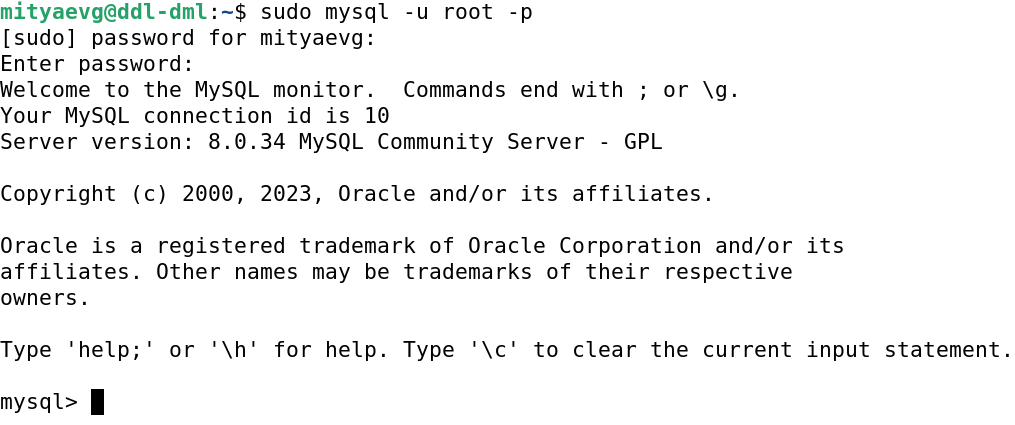 mityaevg@ddl-dml:~$ sudo mysql -u root -p
[sudo] password for mityaevg:
Enter password:
Welcome to the MySQL monitor.  Commands end with ; or \g.
Your MySQL connection id is 10
Server version: 8.0.34 MySQL Community Server - GPL

Copyright (c) 2000, 2023, Oracle and/or its affiliates.

Oracle is a registered trademark of Oracle Corporation and/or its
affiliates. Other names may be trademarks of their respective
owners.

Type 'help;' or '\h' for help. Type '\c' to clear the current input statement.

mysql>